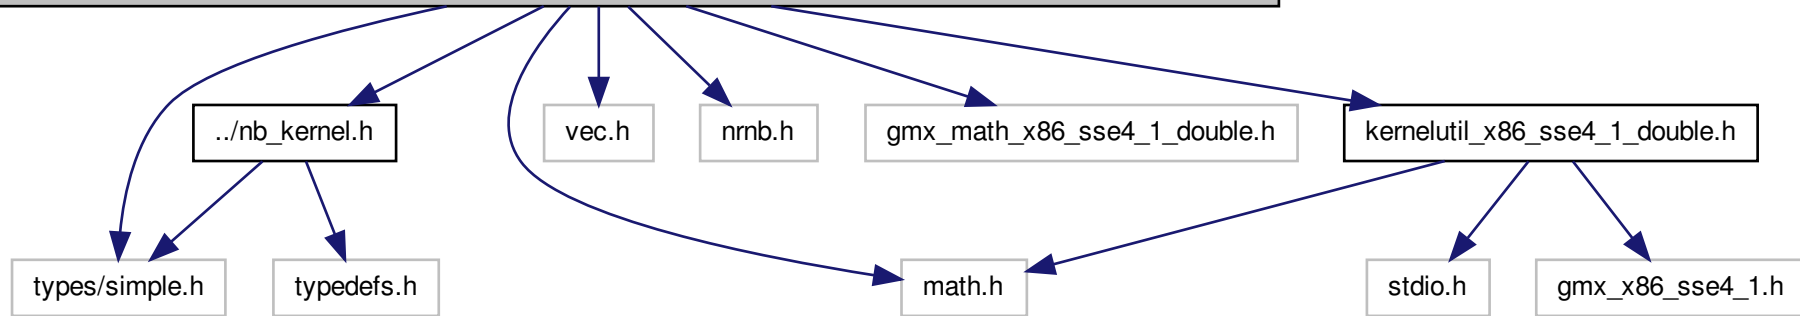 ../nb_kernel.h
vec.h
nrnb.h
gmx_math_x86_sse4_1_double.h
kernelutil_x86_sse4_1_double.h
types/simple.h
typedefs.h
math.h
stdio.h
gmx_x86_sse4_1.h